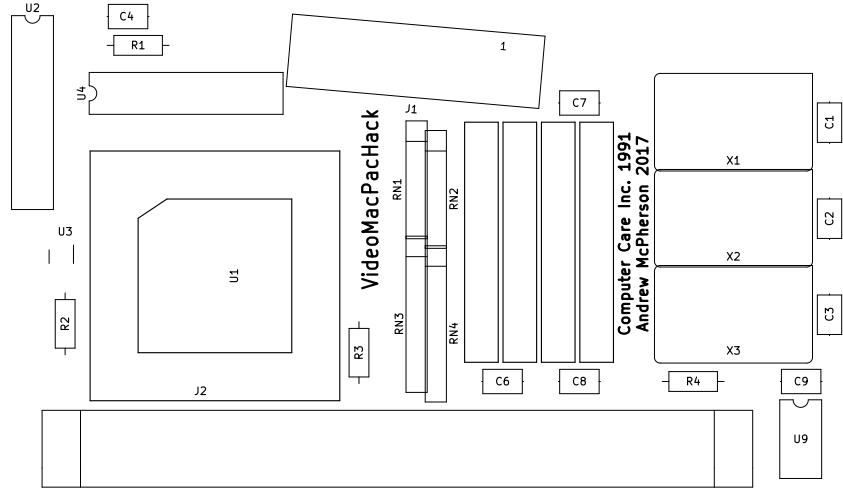 U2
C4
R1
1
U4
J1
C7
C1
VideoMacPacHack
X1
RN1
RN2
Computer Care Inc. 1991
Andrew McPherson 2017
C2
U3
X2
U1
R2
RN3
RN4
R3
C3
X3
C6
C8
R4
C9
J2
U9